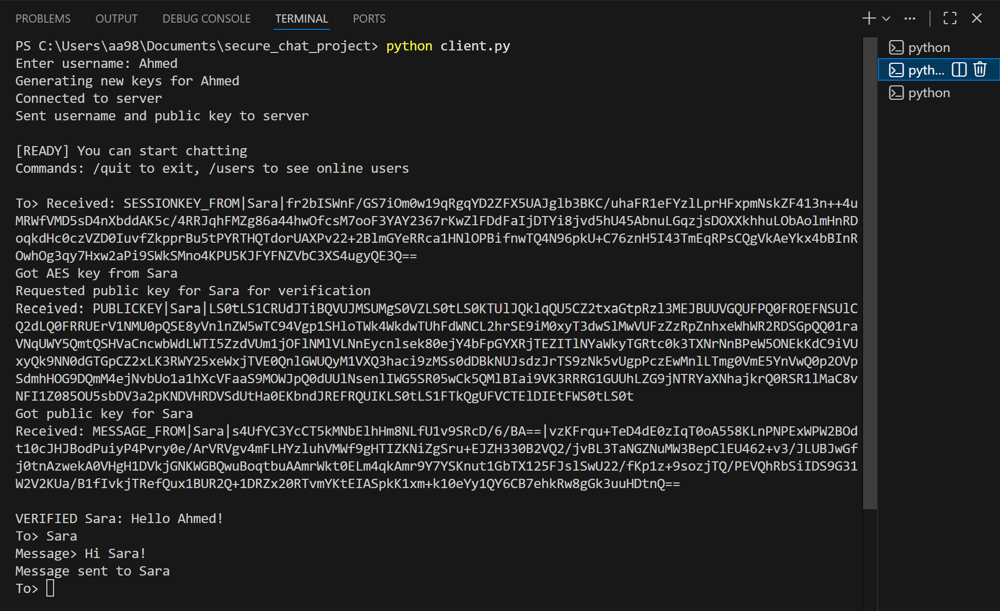 PROBLEMS OUTPUT DEBUG CONSOLE TERMINAL PORTS
PS C:\Users\aa98\Documents\secure_chat_project> python client.py
Enter username: Ahmed
Generating new keys for Ahmed
Connected to server
Sent username and public key to server
[READY] You can start chatting
Commands: /quit to exit, /users to see online users
To> Received: SESSIONKEY_FROM|Sara|fr2bISWnF/GS7iOm0w19qRgqYD2ZFX5UAJglb3BKC/uhaFR1eFYzlLprHFxpmNskZF413n++4u
MRWfVMD5sD4nXbddAK5c/4RRJqhFMZg86a44hwOfcsM7ooF3YAY2367rKwZlFDdFaIjDTYi8jvd5hU45AbnuLGqzjsDOXXkhhuLObAolmHnRD
oqkdHc0czVZD0IuvfZkpprBu5tPYRTHQTdorUAXPv22+2BlmGYeRRca1HNlOPBifnwTQ4N96pkU+C76znH5I43TmEqRPsCQgVkAeYkx4bBInR
OwhOg3qy7Hxw2aPi9SWkSMno4KPU5KJFYFNZVbC3XS4ugyQE3Q==
Got AES key from Sara
Requested public key for Sara for verification
Received: PUBLICKEY|Sara|LS0tLS1CRUdJTiBQVUJMSUMgS0VZLS0tLS0KTUlJQklqQU5CZ2txaGtpRzl3MEJBUUVGQUFPQ0FROEFNSUlC
Q2dLQ0FRRUErV1NMU0pQSE8yVnlnZW5wTC94Vgp1SHloTWk4WkdwTUhFdWNCL2hrSE9iM0xyT3dwSlMwVUFzZzRpZnhxeWhWR2RDSGpQQ01ra
VNqUWY5QmtQSHVaCncwbWdLWTI5ZzdVUm1jOFlNMlVLNnEycnlsek80ejY4bFpGYXRjTEZITlNYaWkyTGRtc0k3TXNrNnBPeW5ONEkKdC9iVU
xyQk9NN0dGTGpCZ2xLK3RWY25xeWxjTVE0QnlGWUQyM1VXQ3haci9zMSs0dDBkNUJsdzJrTS9zNk5vUgpPczEwMnlLTmg0VmE5YnVwQ0p2OVp
SdmhHOG9DQmM4ejNvbUo1a1hXcVFaaS9MOWJpQ0dUUlNsenlIWG5SR05wCk5QMlBIai9VK3RRRG1GUUhLZG9jNTRYaXNhajkrQ0RSR1lMaC8v
NFI1Z085OU5sbDV3a2pKNDVHRDVSdUtHa0EKbndJREFRQUIKLS0tLS1FTkQgUFVCTElDIEtFWS0tLS0t
Got public key for Sara
Received: MESSAGE_FROM|Sara|s4UfYC3YcCT5kMNbElhHm8NLfU1v9SRcD/6/BA==|vzKFrqu+TeD4dE0zIqT0oA558KLnPNPExWPW2BOd
t10cJHJBodPuiyP4Pvry0e/ArVRVgv4mFLHYzluhVMWf9gHTIZKNiZgSru+EJZH330B2VQ2/jvBL3TaNGZNuMW3BepClEU462+v3/JLUBJwGf
j0tnAzwekA0VHgH1DVkjGNKWGBQwuBoqtbuAAmrWkt0ELm4qkAmr9Y7YSKnut1GbTX125FJslSwU22/fKp1z+9sozjTQ/PEVQhRbSiIDS9G31
W2V2KUa/B1fIvkjTRefQux1BUR2Q+1DRZx20RTvmYKtEIASpkK1xm+k10eYy1QY6CB7ehkRw8gGk3uuHDtnQ==
VERIFIED Sara: Hello Ahmed!
To> Sara
Message> Hi Sara!
Message sent to Sara
To>
python
pyth...
python